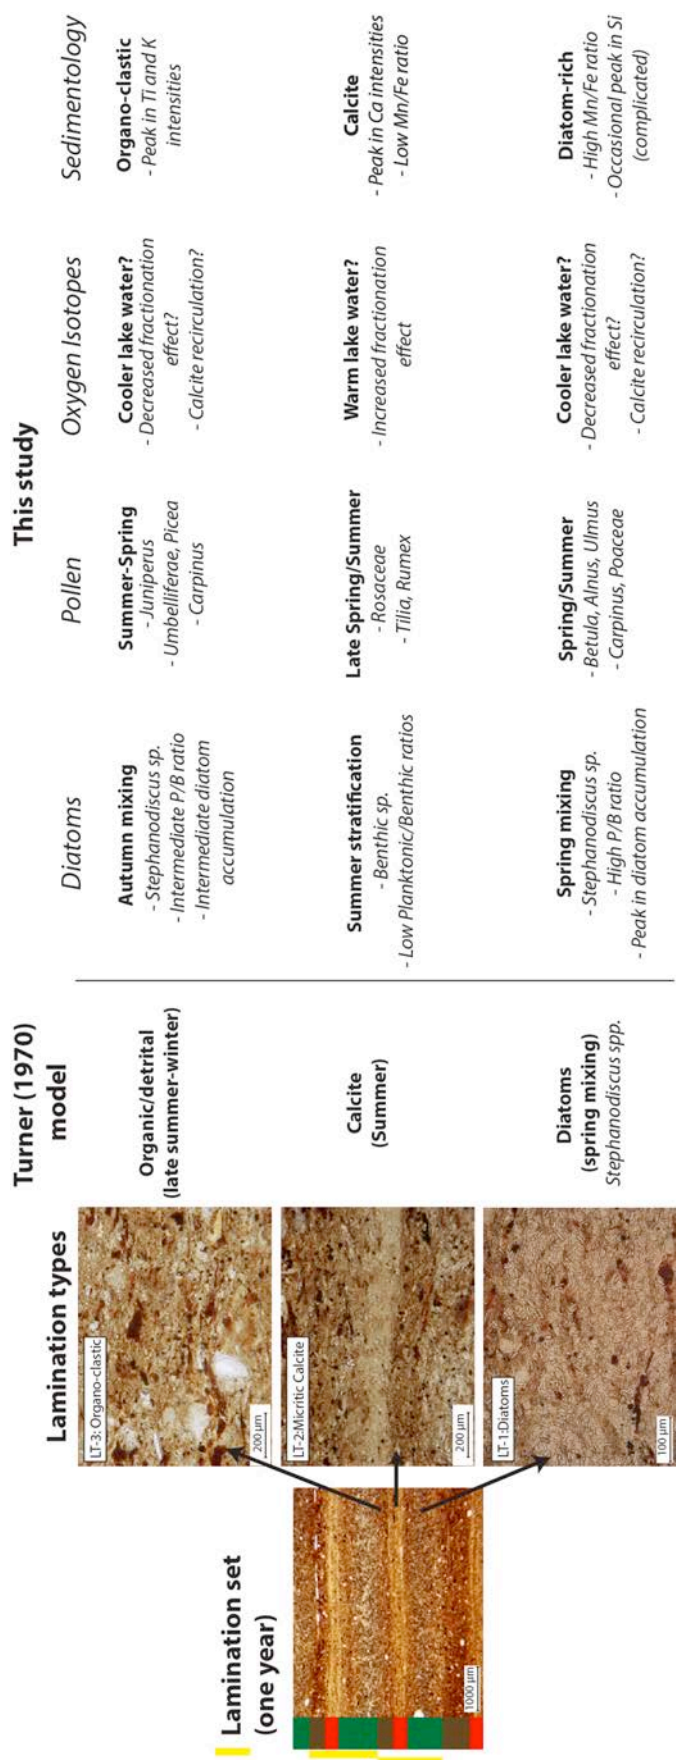 This study
Lamination set
(one year)
Lamination types
Turner (1970)
model
Diatoms
Pollen
Oxygen Isotopes
Sedimentology
1000 µm
LT-3: Organo-clastic
200 µm
Organic/detrital
(late summer-winter)
Autumn mixing
- Stephanodiscus sp.
- Intermediate P/B ratio
- Intermediate diatom
accumulation
Summer-Spring
- Juniperus
- Umbelliferae, Picea
- Carpinus
Cooler lake water?
- Decreased fractionation
effect?
- Calcite recirculation?
Organo-clastic
- Peak in Ti and K
intensities
LT-2:Micritic Calcite
200 µm
Calcite
(Summer)
Summer stratification
- Benthic sp.
- Low Planktonic/Benthic ratios
Late Spring/Summer
- Rosaceae
- Tilia, Rumex
Warm lake water?
- Increased fractionation
effect
Calcite
- Peak in Ca intensities
- Low Mn/Fe ratio
LT-1:Diatoms
100 µm
Diatoms
(spring mixing)
Stephanodiscus spp.
Spring mixing
- Stephanodiscus sp.
- High P/B ratio
- Peak in diatom accumulation
Spring/Summer
- Betula, Alnus, Ulmus
- Carpinus, Poaceae
Cooler lake water?
- Decreased fractionation
effect?
- Calcite recirculation?
Diatom-rich
- High Mn/Fe ratio
- Occasional peak in Si
(complicated)